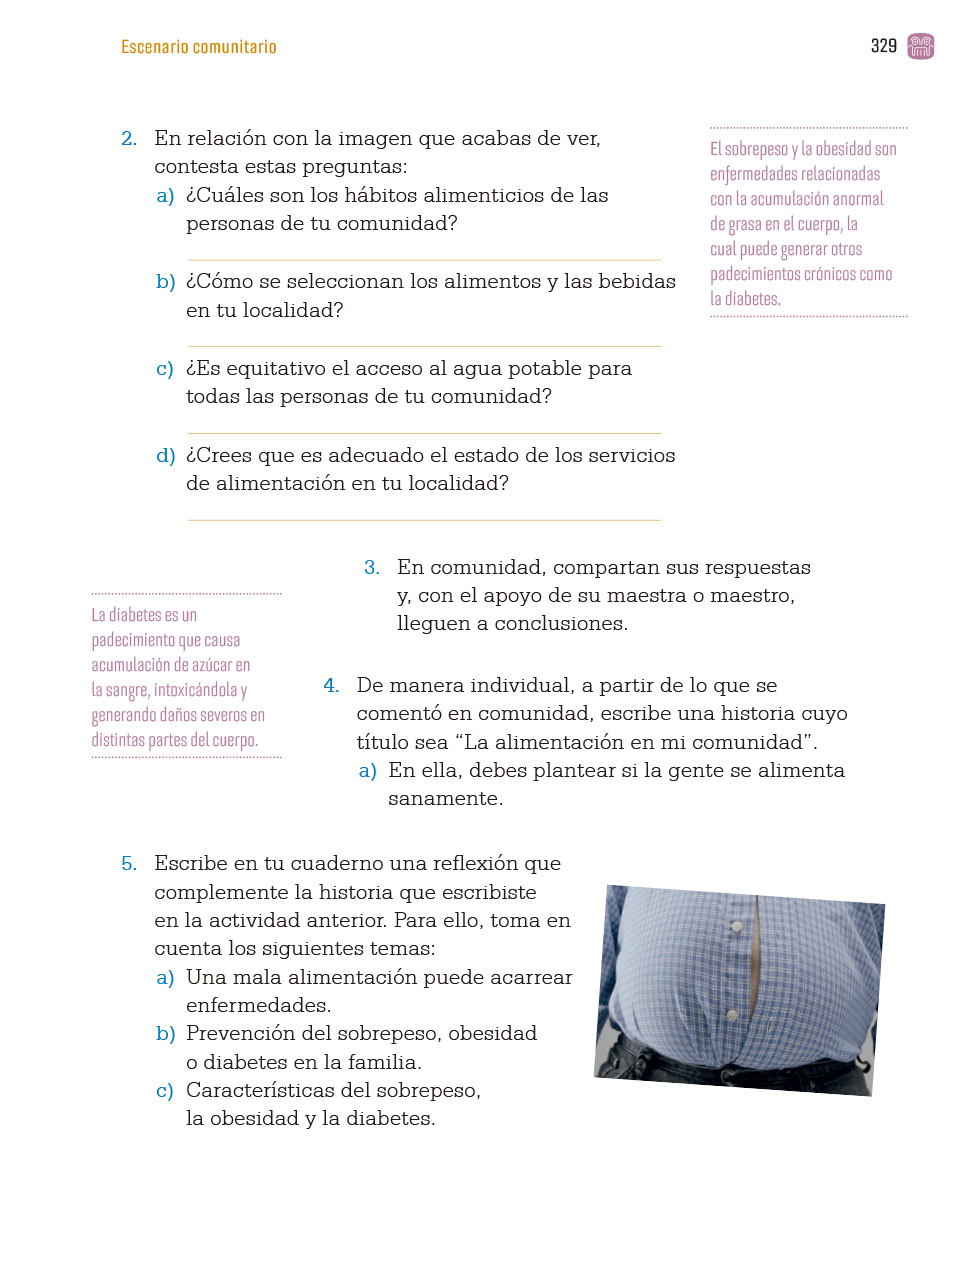 Escenario comunitario
329
2. En relación con la imagen que acabas de ver,
contesta estas preguntas:
a) ¿Cuáles son los hábitos alimenticios de las
personas de tu comunidad?
b) ¿Cómo se seleccionan los alimentos y las bebidas
en tu localidad?
c) ¿Es equitativo el acceso al agua potable para
todas las personas de tu comunidad?
d) ¿Crees que es adecuado el estado de los servicios
de alimentación en tu localidad?
El sobrepeso y la obesidad son
enfermedades relacionadas
con la acumulación anormal
de grasa en el cuerpo, la
cual puede generar otros
padecimientos crónicos como
la diabetes.
3. En comunidad, compartan sus respuestas
y, con el apoyo de su maestra o maestro,
lleguen a conclusiones.
La diabetes es un
padecimiento que causa
acumulación de azúcar en
la sangre, intoxicándola y
generando daños severos en
distintas partes del cuerpo.
4. De manera individual, a partir de lo que se
comentó en comunidad, escribe una historia cuyo
título sea “La alimentación en mi comunidad”.
a) En ella, debes plantear si la gente se alimenta
sanamente.
5. Escribe en tu cuaderno una reflexión que
complemente la historia que escribiste
en la actividad anterior. Para ello, toma en
cuenta los siguientes temas:
a) Una mala alimentación puede acarrear
enfermedades.
b) Prevención del sobrepeso, obesidad
o diabetes en la familia.
c) Características del sobrepeso,
la obesidad y la diabetes.